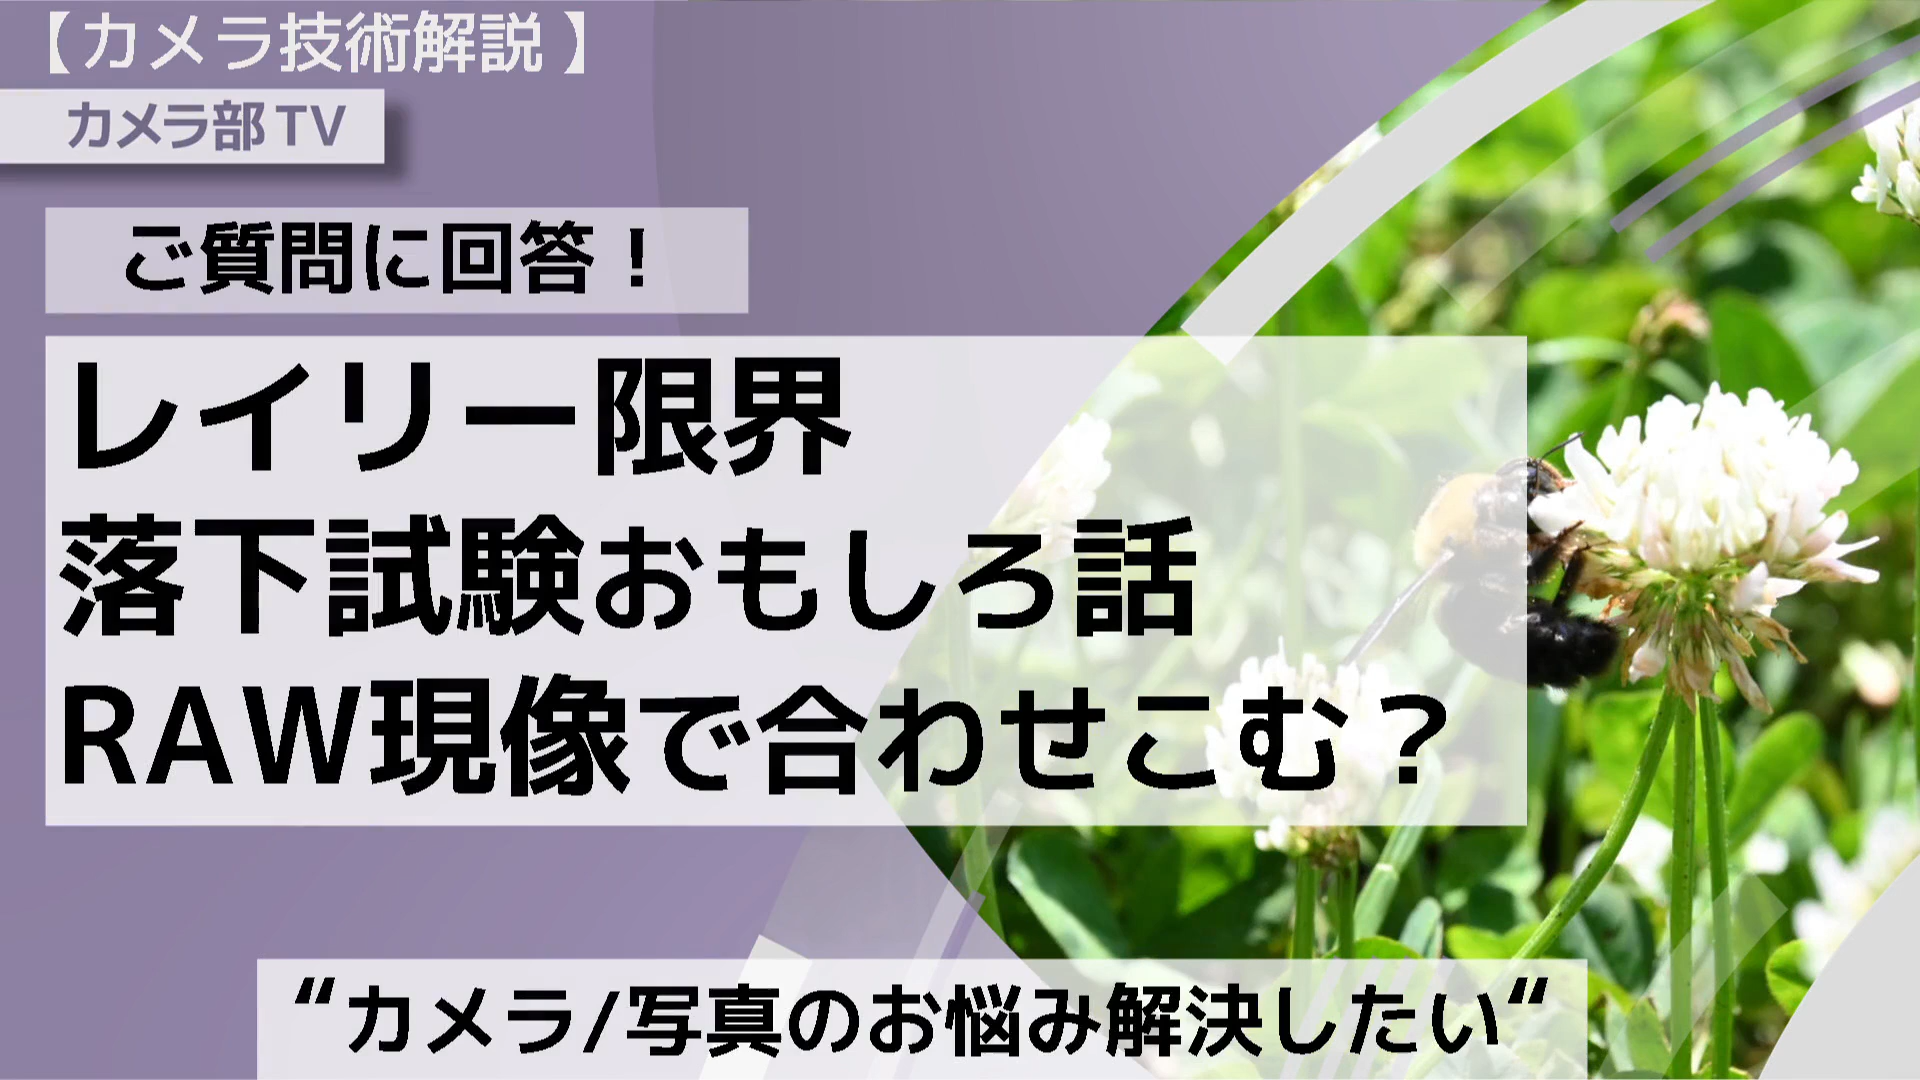 【カメラ技術解説】
カメラ部TV
ご質問に回答！
レイリー限界
落下試験おもしろ話
RAW現像で合わせこむ？
“カメラ/写真のお悩み解決したい“